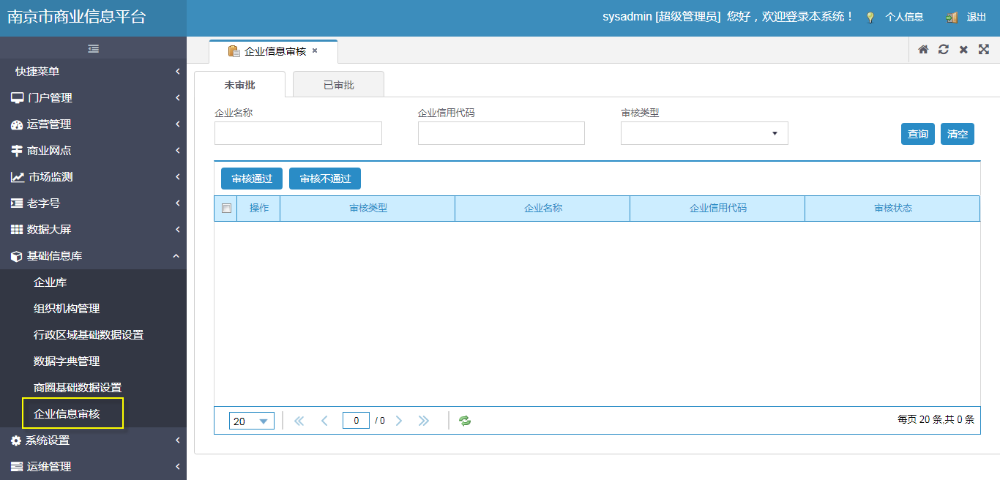 南京市商业信息平台
sysadmin [超级管理员] 您好，欢迎登录本系统！ 个人信息 退出
快捷菜单
门户管理
运营管理
商业网点
市场监测
老字号
数据大屏
基础信息库
企业库
组织机构管理
行政区域基础数据设置
数据字典管理
商圈基础数据设置
企业信息审核
系统设置
运维管理
企业信息审核
未审批 已审批
企业名称 企业信用代码 审核类型
查询 清空
审核通过 审核不通过
操作 审核类型 企业名称 企业信用代码 审核状态
20 0 / 0 每页 20 条,共 0 条